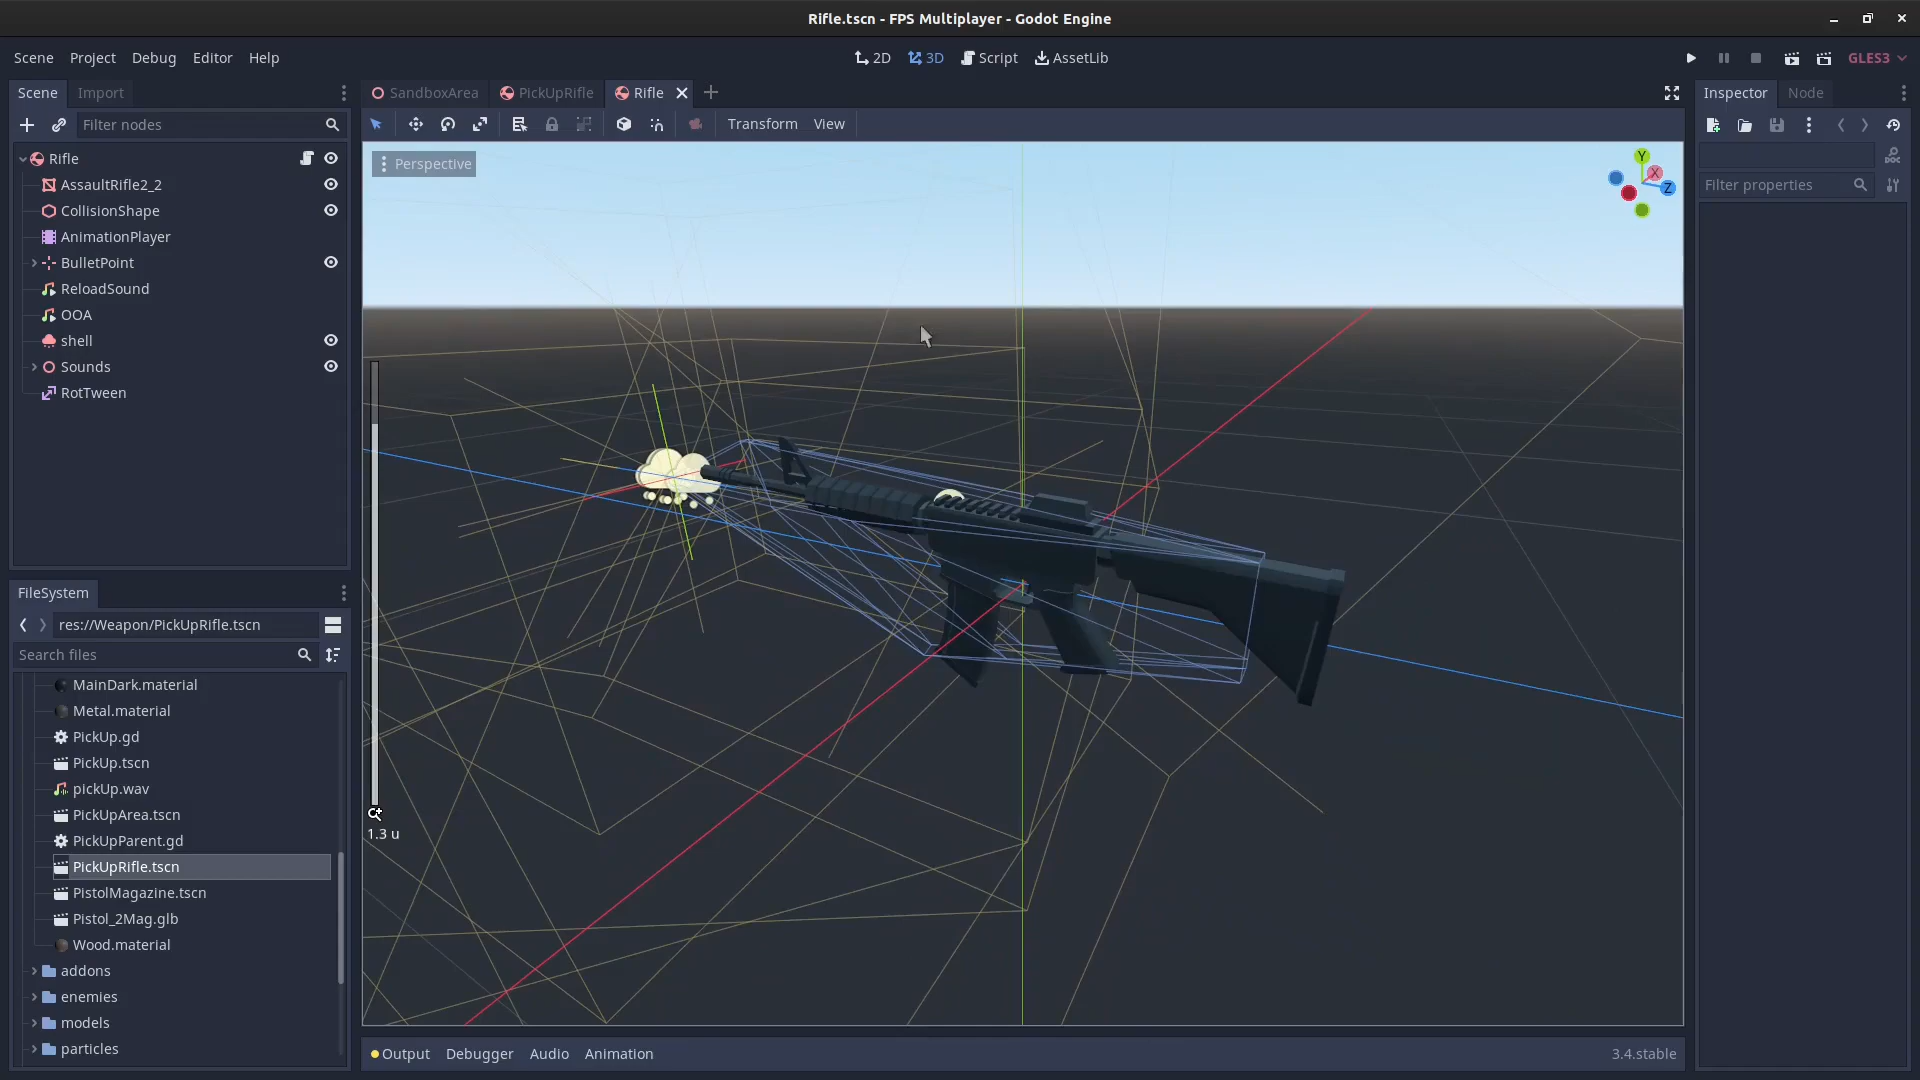 Rifle.tscn - FPS Multiplayer - Godot Engine
Scene Project Debug Editor Help
2D 3D Script AssetLib
GLES3
Scene Import
Filter nodes
Rifle
AssaultRifle2_2
CollisionShape
AnimationPlayer
BulletPoint
ReloadSound
OOA
shell
Sounds
RotTween
FileSystem
res://Weapon/PickUpRifle.tscn
Search files
MainDark.material
Metal.material
PickUp.gd
PickUp.tscn
pickUp.wav
PickUpArea.tscn
PickUpParent.gd
PickUpRifle.tscn
PistolMagazine.tscn
Pistol_2Mag.glb
Wood.material
addons
enemies
models
particles
SandboxArea PickUpRifle Rifle
Transform View
Perspective
Y
X
Z
1.3 u
Output Debugger Audio Animation
3.4.stable
Inspector Node
DOC
Filter properties